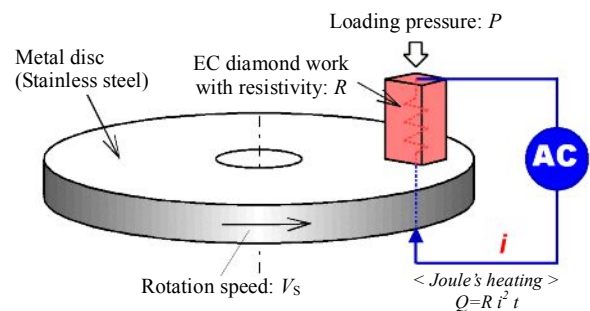 Loading pressure: P
Metal disc
(Stainless steel)
EC diamond work
with resistivity: R
AC
i
Rotation speed: Vs
< Joule's heating >
Q=R i² t